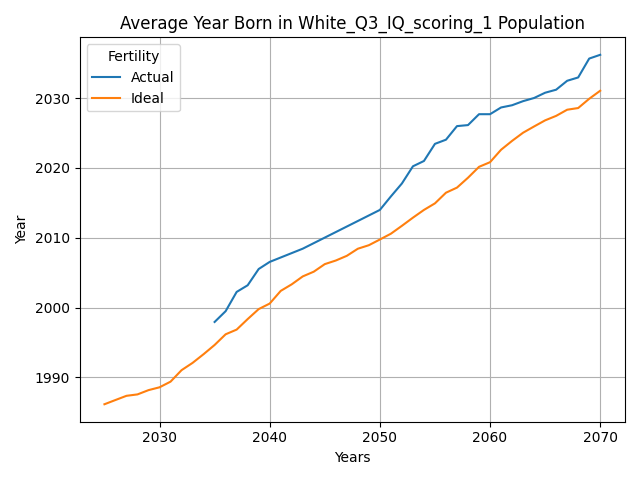 Average Year Born in White_Q3_IQ_scoring_1 Population
Fertility
Actual
Ideal
Year
2030
2020
2010
2000
1990
2030 2040 2050 2060 2070
Years